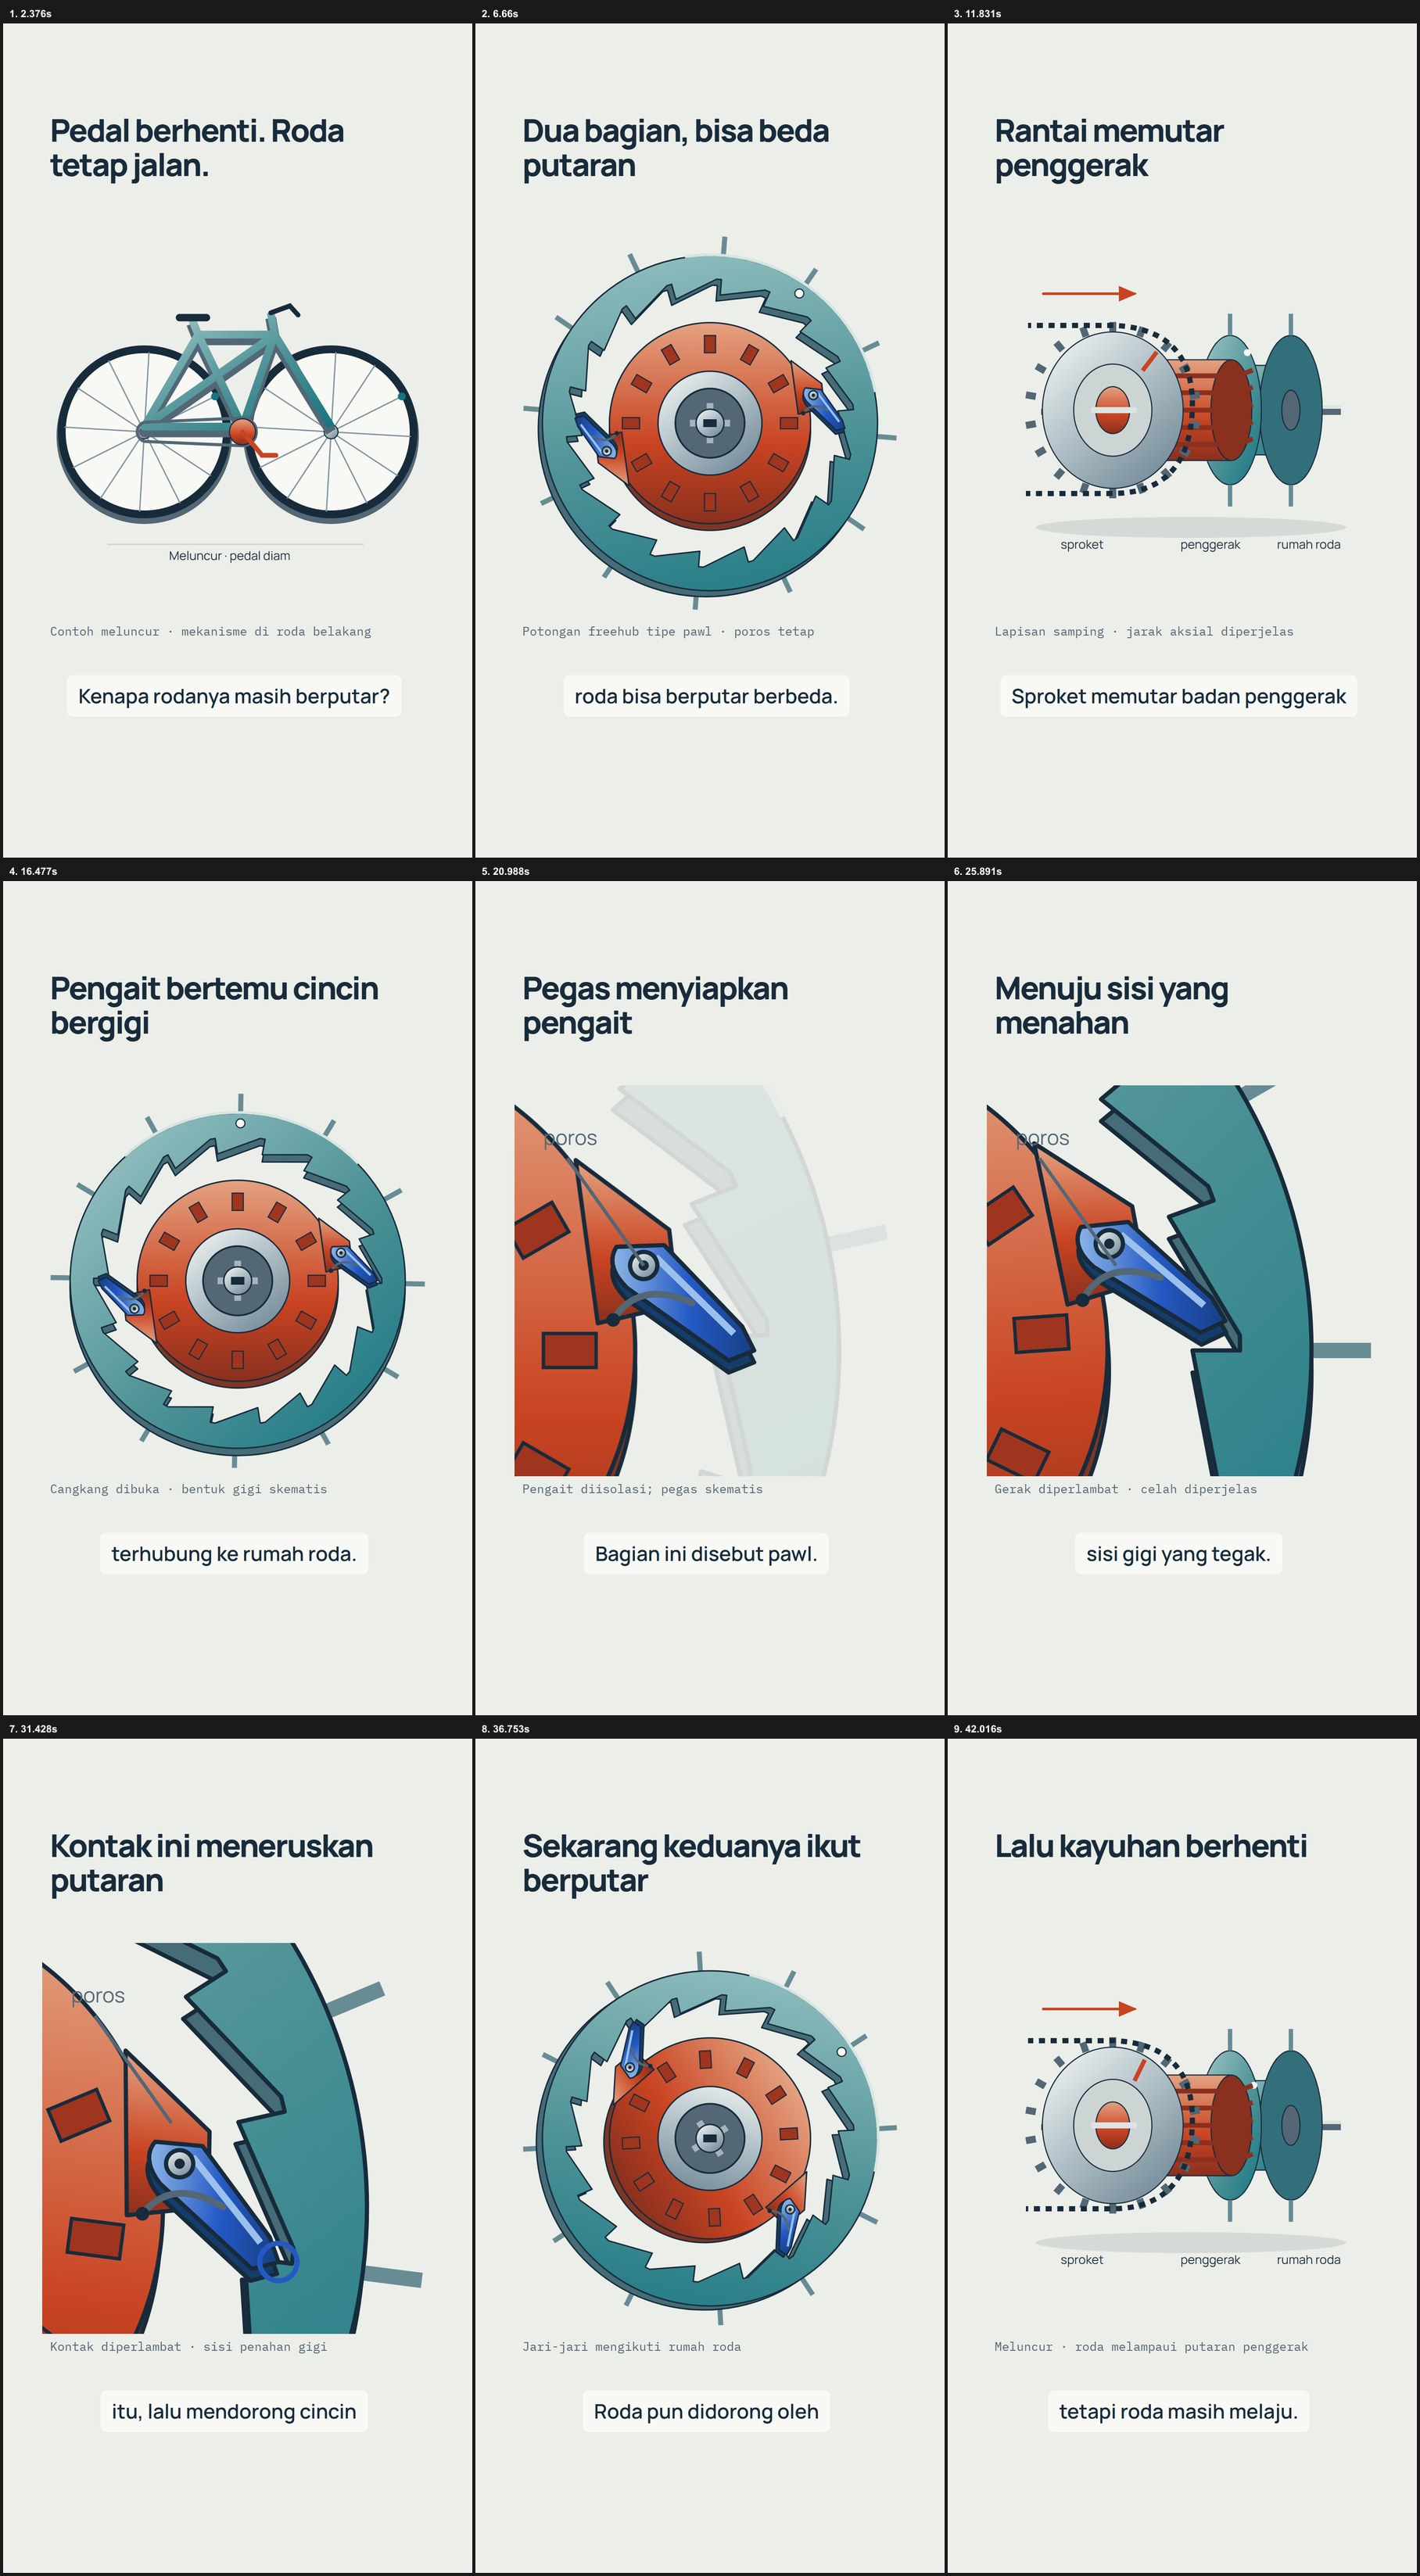 1. 2.376s
Pedal berhenti. Roda
tetap jalan.
Meluncur · pedal diam
Contoh meluncur · mekanisme di roda belakang
Kenapa rodanya masih berputar?
2. 6.66s
Dua bagian, bisa beda
putaran
Potongan freehub tipe pawl · poros tetap
roda bisa berputar berbeda.
3. 11.831s
Rantai memutar
penggerak
sproket
penggerak
rumah roda
Lapisan samping · jarak aksial diperjelas
Sproket memutar badan penggerak
4. 16.477s
Pengait bertemu cincin
bergigi
Cangkang dibuka · bentuk gigi skematis
terhubung ke rumah roda.
5. 20.988s
Pegas menyiapkan
pengait
poros
Pengait diisolasi; pegas skematis
Bagian ini disebut pawl.
6. 25.891s
Menuju sisi yang
menahan
poros
Gerak diperlambat · celah diperjelas
sisi gigi yang tegak.
7. 31.428s
Kontak ini meneruskan
putaran
poros
Kontak diperlambat · sisi penahan gigi
itu, lalu mendorong cincin
8. 36.753s
Sekarang keduanya ikut
berputar
Jari-jari mengikuti rumah roda
Roda pun didorong oleh
9. 42.016s
Lalu kayuhan berhenti
sproket
penggerak
rumah roda
Meluncur · roda melampaui putaran penggerak
tetapi roda masih melaju.